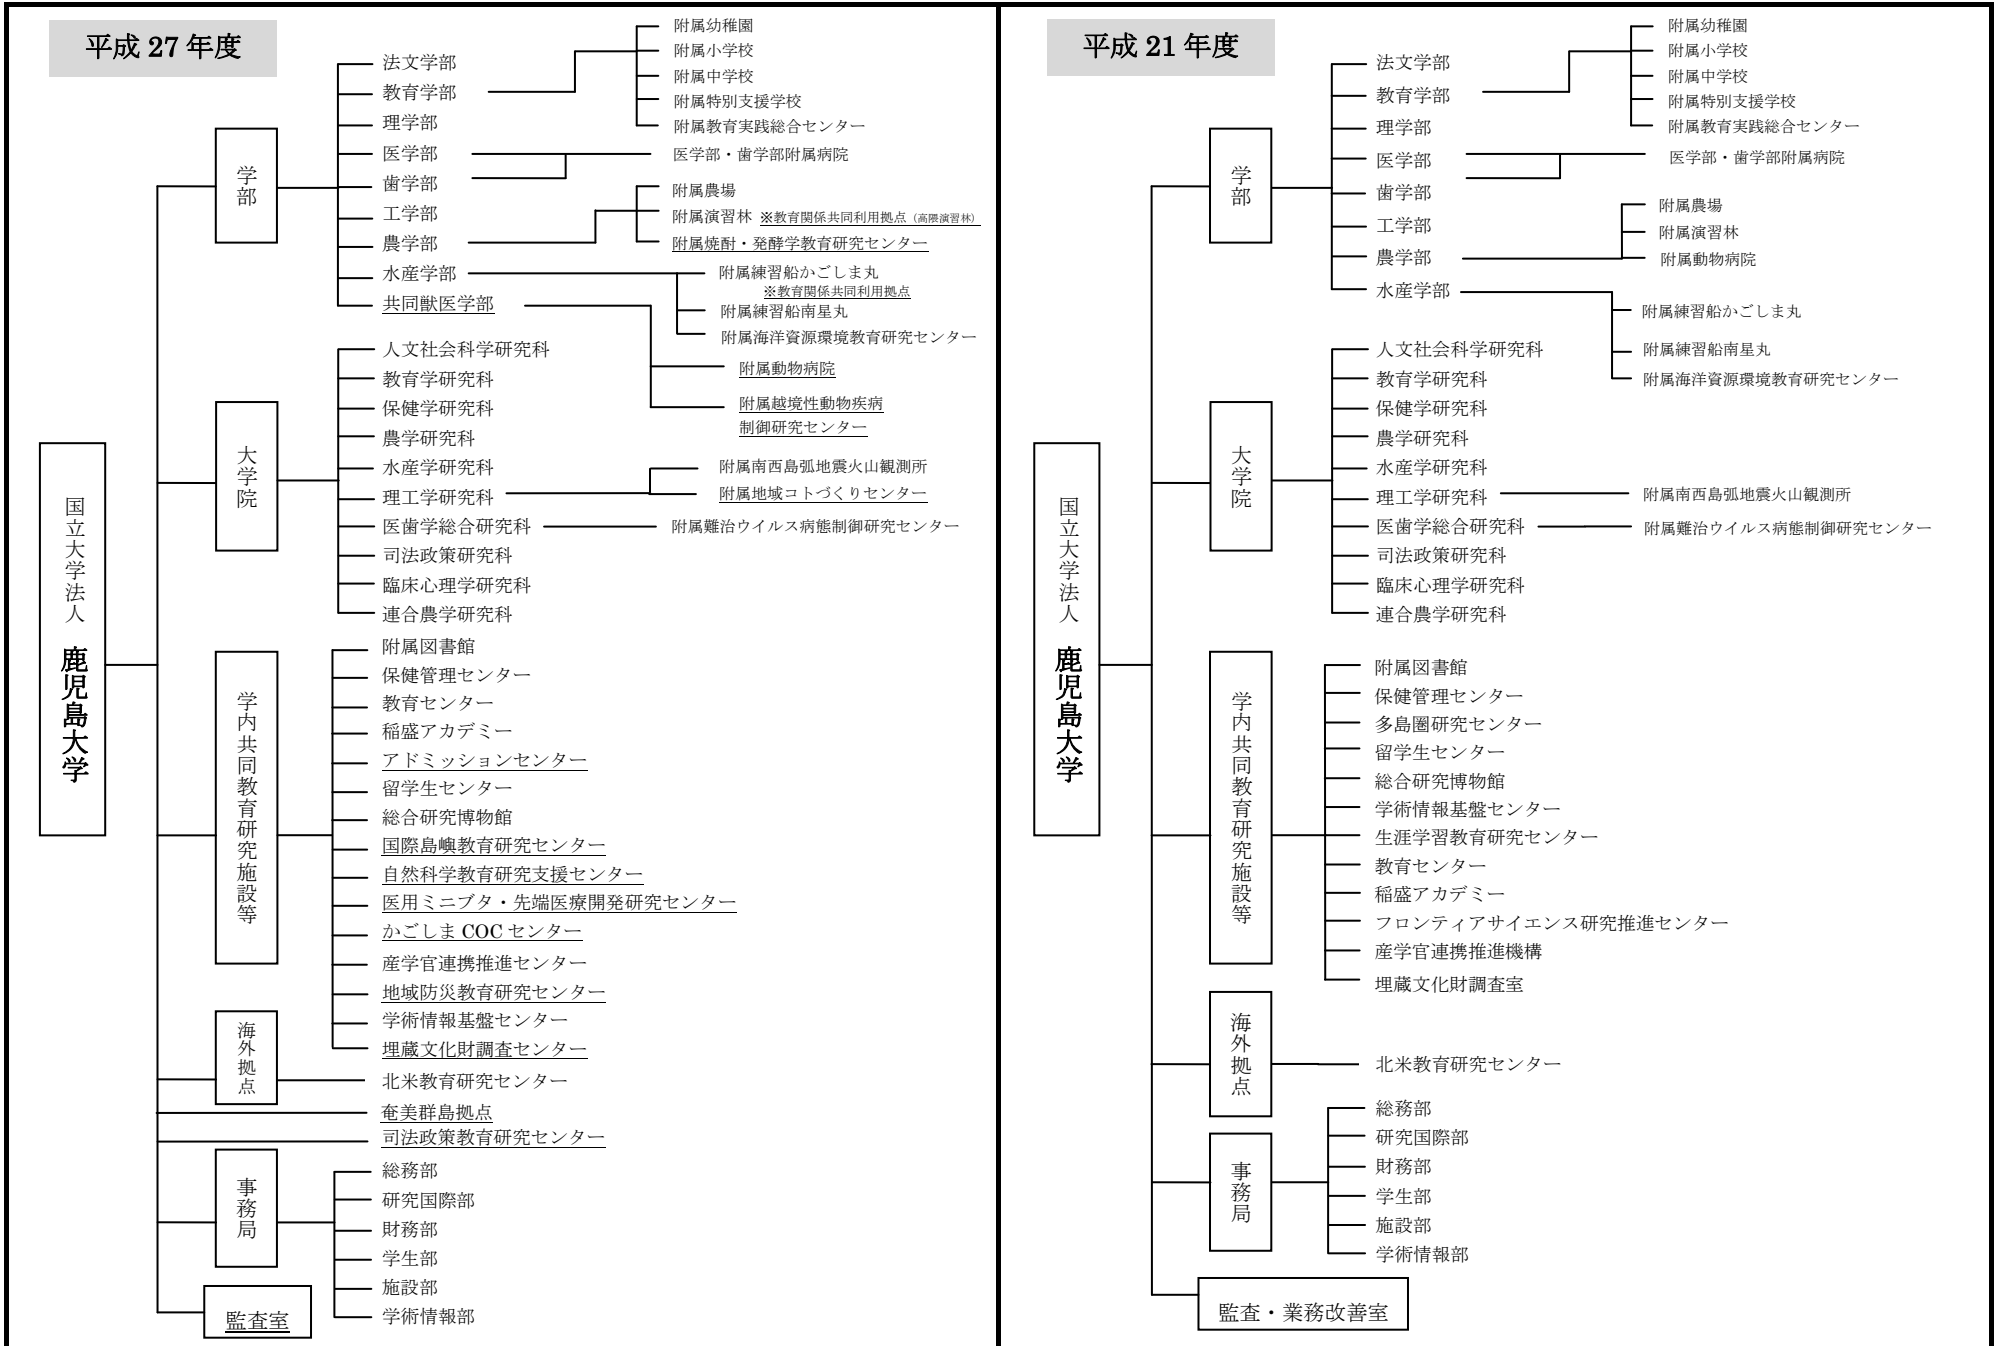 平成 27 年度
国立大学法人 鹿児島大学
学部
法文学部
教育学部
附属幼稚園
附属小学校
附属中学校
附属特別支援学校
附属教育実践総合センター
理学部
医学部
歯学部
医学部・歯学部附属病院
工学部
農学部
附属農場
附属演習林 ※教育関係共同利用拠点（高隈演習林）
附属焼酎・発酵学教育研究センター
水産学部
附属練習船かごしま丸
※教育関係共同利用拠点
附属練習船南星丸
附属海洋資源環境教育研究センター
共同獣医学部
附属動物病院
附属越境性動物疾病
制御研究センター
大学院
人文社会科学研究科
教育学研究科
保健学研究科
農学研究科
水産学研究科
理工学研究科
附属南西島弧地震火山観測所
附属地域コトづくりセンター
医歯学総合研究科
附属難治ウイルス病態制御研究センター
司法政策研究科
臨床心理学研究科
連合農学研究科
学内共同教育研究施設等
附属図書館
保健管理センター
教育センター
稲盛アカデミー
アドミッションセンター
留学生センター
総合研究博物館
国際島嶼教育研究センター
自然科学教育研究支援センター
医用ミニブタ・先端医療開発研究センター
かごしま COC センター
産学官連携推進センター
地域防災教育研究センター
学術情報基盤センター
埋蔵文化財調査センター
海外拠点
北米教育研究センター
奄美群島拠点
司法政策教育研究センター
事務局
総務部
研究国際部
財務部
学生部
施設部
学術情報部
監査室
平成 21 年度
国立大学法人 鹿児島大学
学部
法文学部
教育学部
附属幼稚園
附属小学校
附属中学校
附属特別支援学校
附属教育実践総合センター
理学部
医学部
歯学部
医学部・歯学部附属病院
工学部
農学部
附属農場
附属演習林
附属動物病院
水産学部
附属練習船かごしま丸
附属練習船南星丸
附属海洋資源環境教育研究センター
大学院
人文社会科学研究科
教育学研究科
保健学研究科
農学研究科
水産学研究科
理工学研究科
附属南西島弧地震火山観測所
医歯学総合研究科
附属難治ウイルス病態制御研究センター
司法政策研究科
臨床心理学研究科
連合農学研究科
学内共同教育研究施設等
附属図書館
保健管理センター
多島圏研究センター
留学生センター
総合研究博物館
学術情報基盤センター
生涯学習教育研究センター
教育センター
稲盛アカデミー
フロンティアサイエンス研究推進センター
産学官連携推進機構
埋蔵文化財調査室
海外拠点
北米教育研究センター
事務局
総務部
研究国際部
財務部
学生部
施設部
学術情報部
監査・業務改善室